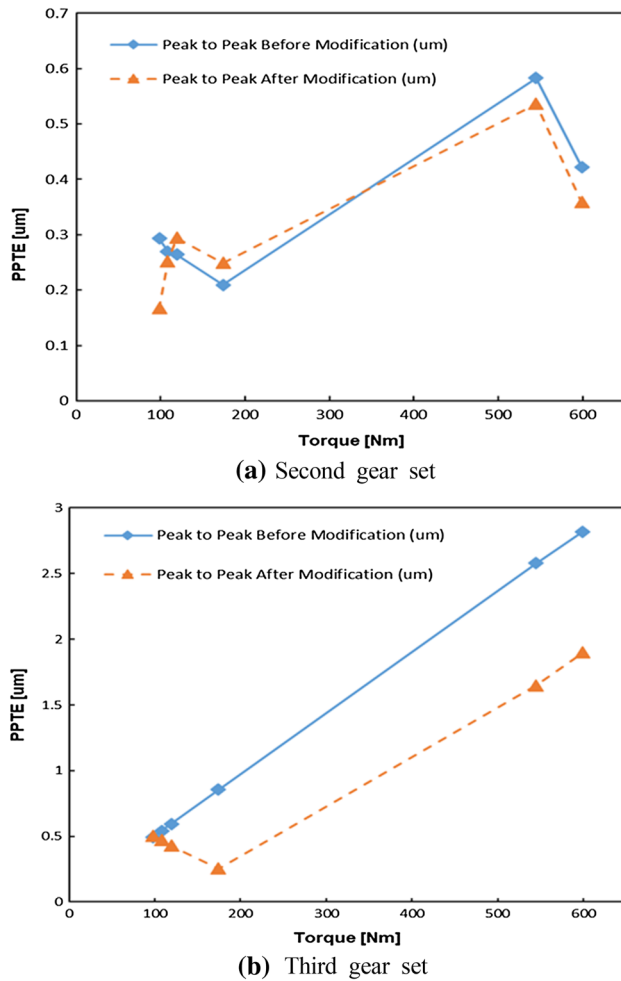 0.7
Peak to Peak Before Modification (um)
0.6
Peak to Peak After Modification (um)
0.5
0.4
PPTE [um]
0.3
0.2
0.1
0
0 100 200 300 400 500 600
Torque [Nm]
(a) Second gear set
3
Peak to Peak Before Modification (um)
2.5
Peak to Peak After Modification (um)
2
PPTE [um]
1.5
1
0.5
0
0 100 200 300 400 500 600
Torque [Nm]
(b) Third gear set